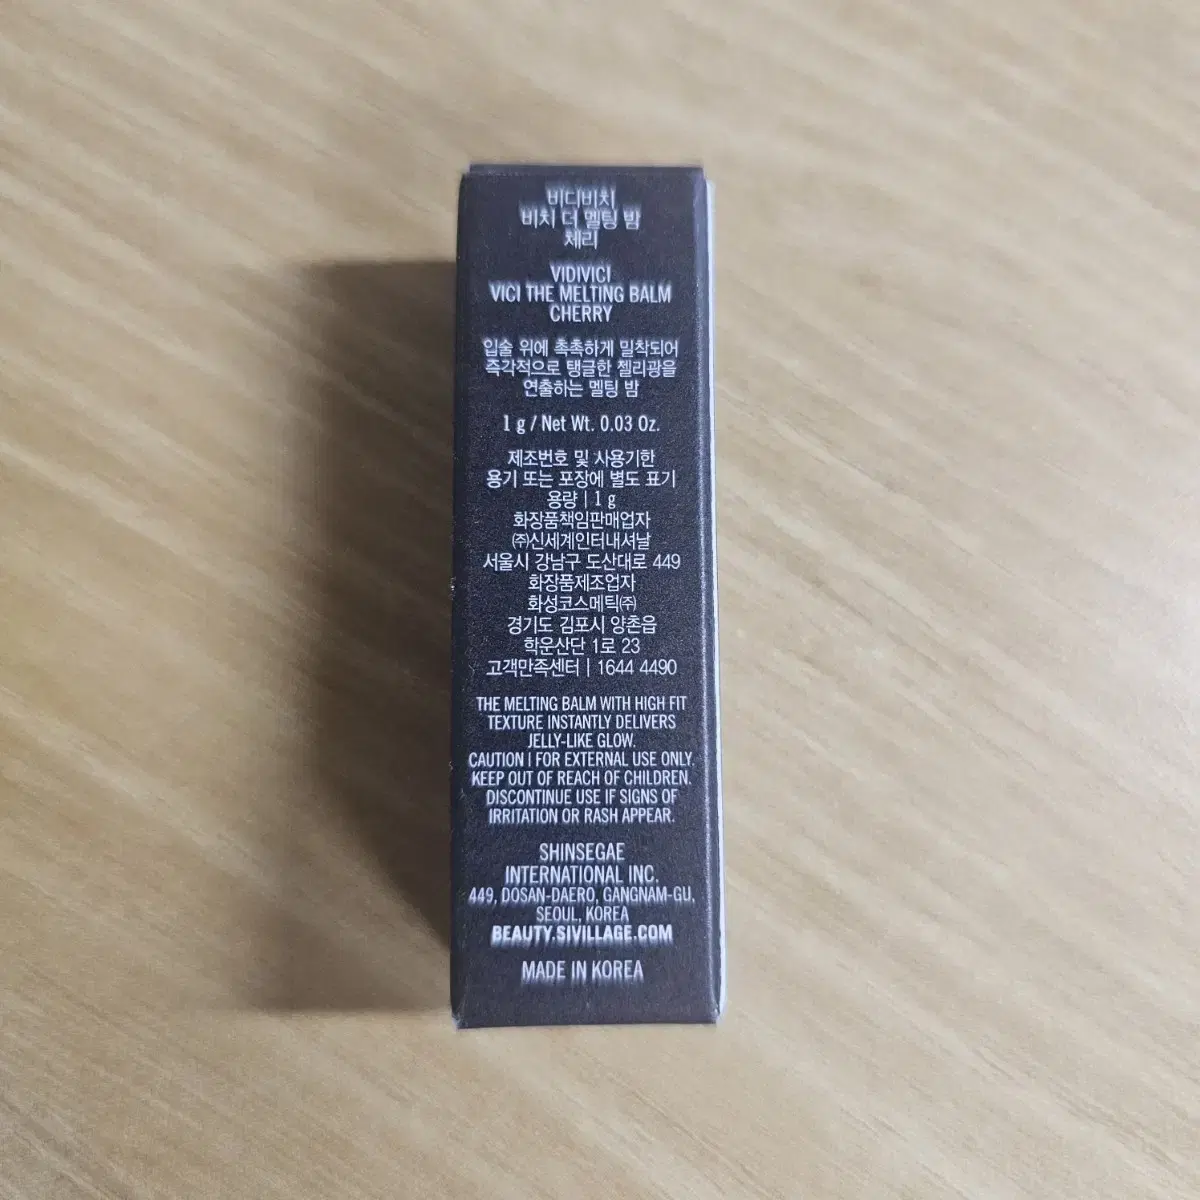 비디비치
비치 더 멜팅 밤
체리
VIDIVICI
VICI THE MELTING BALM
CHERRY
입술 위에 촉촉하게 밀착되어
즉각적으로 탱글한 젤리광을
연출하는 멜팅 밤
1 g / Net Wt. 0.03 Oz.
제조번호 및 사용기한
용기 또는 포장에 별도 표기
용량 | 1 g
화장품책임판매업자
㈜신세계인터내셔날
서울시 강남구 도산대로 449
화장품제조업자
화성코스메틱㈜
경기도 김포시 양촌읍
학운산단 1로 23
고객만족센터 | 1644 4490
THE MELTING BALM WITH HIGH FIT
TEXTURE INSTANTLY DELIVERS
JELLY-LIKE GLOW.
CAUTION | FOR EXTERNAL USE ONLY.
KEEP OUT OF REACH OF CHILDREN.
DISCONTINUE USE IF SIGNS OF
IRRITATION OR RASH APPEAR.
SHINSEGAE
INTERNATIONAL INC.
449, DOSAN-DAERO, GANGNAM-GU,
SEOUL, KOREA
BEAUTY.SIVILLAGE.COM
MADE IN KOREA